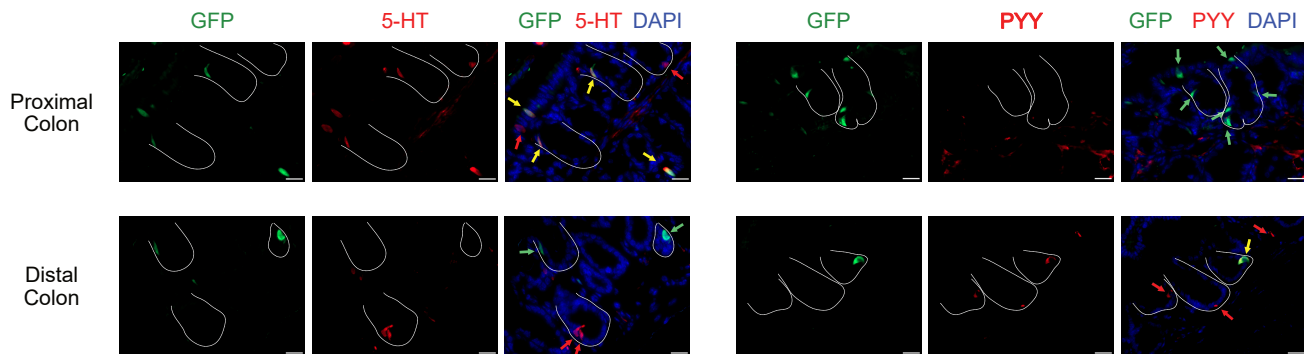 GFP 5-HT GFP 5-HT DAPI GFP PYY GFP PYY DAPI
Proximal
Colon
Distal
Colon